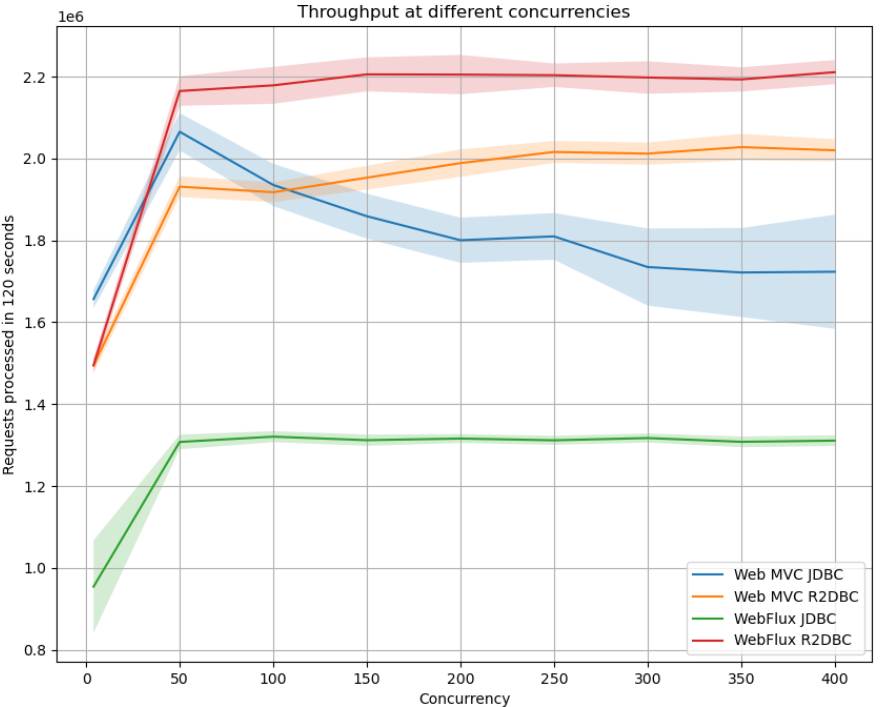 Throughput at different concurrencies
1e6
2.2
2.0
1.8
1.6
1.4
1.2
1.0
0.8
Requests processed in 120 seconds
0 50 100 150 200 250 300 350 400
Concurrency
Web MVC JDBC
Web MVC R2DBC
WebFlux JDBC
WebFlux R2DBC